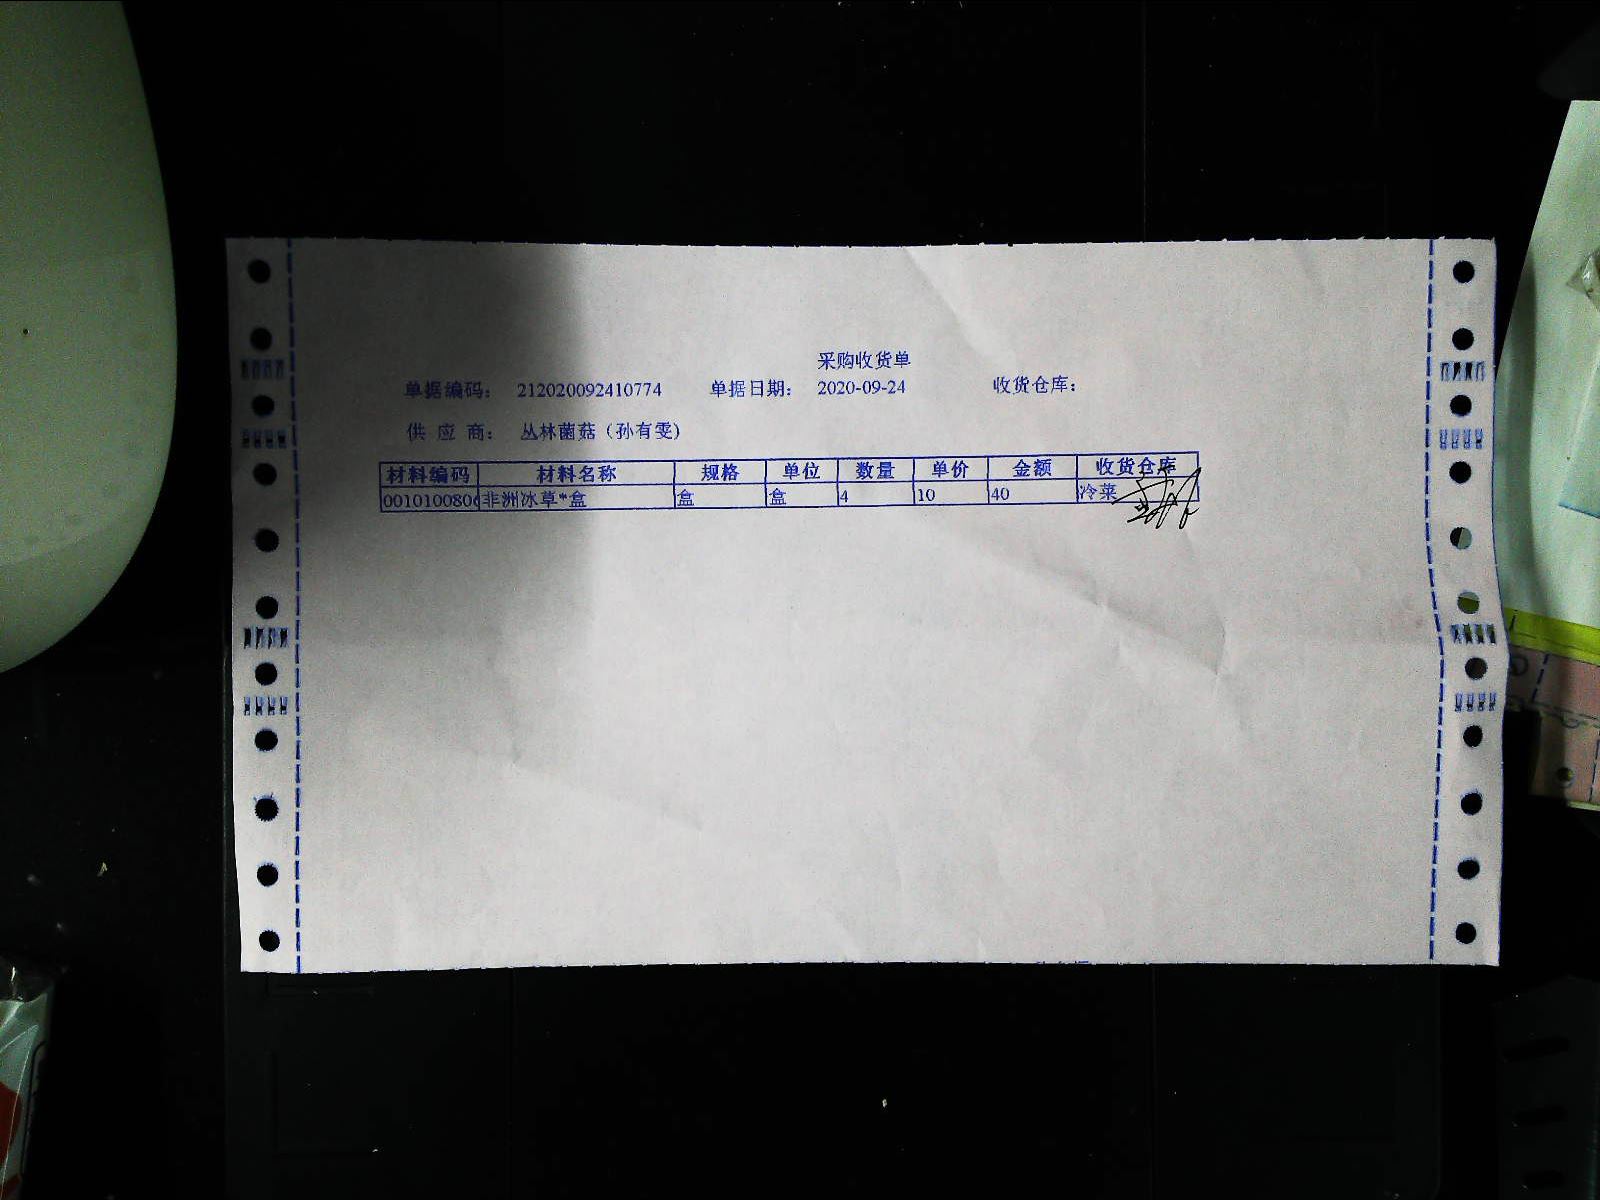 采购收货单
单据编码： 212020092410774 单据日期： 2020-09-24 收货仓库：
供 应 商： 丛林菌菇（孙有雯）
材料编码 材料名称 规格 单位 数量 单价 金额 收货仓库
0010100800 非洲冰草*盒 盒 盒 4 10 40 冷菜